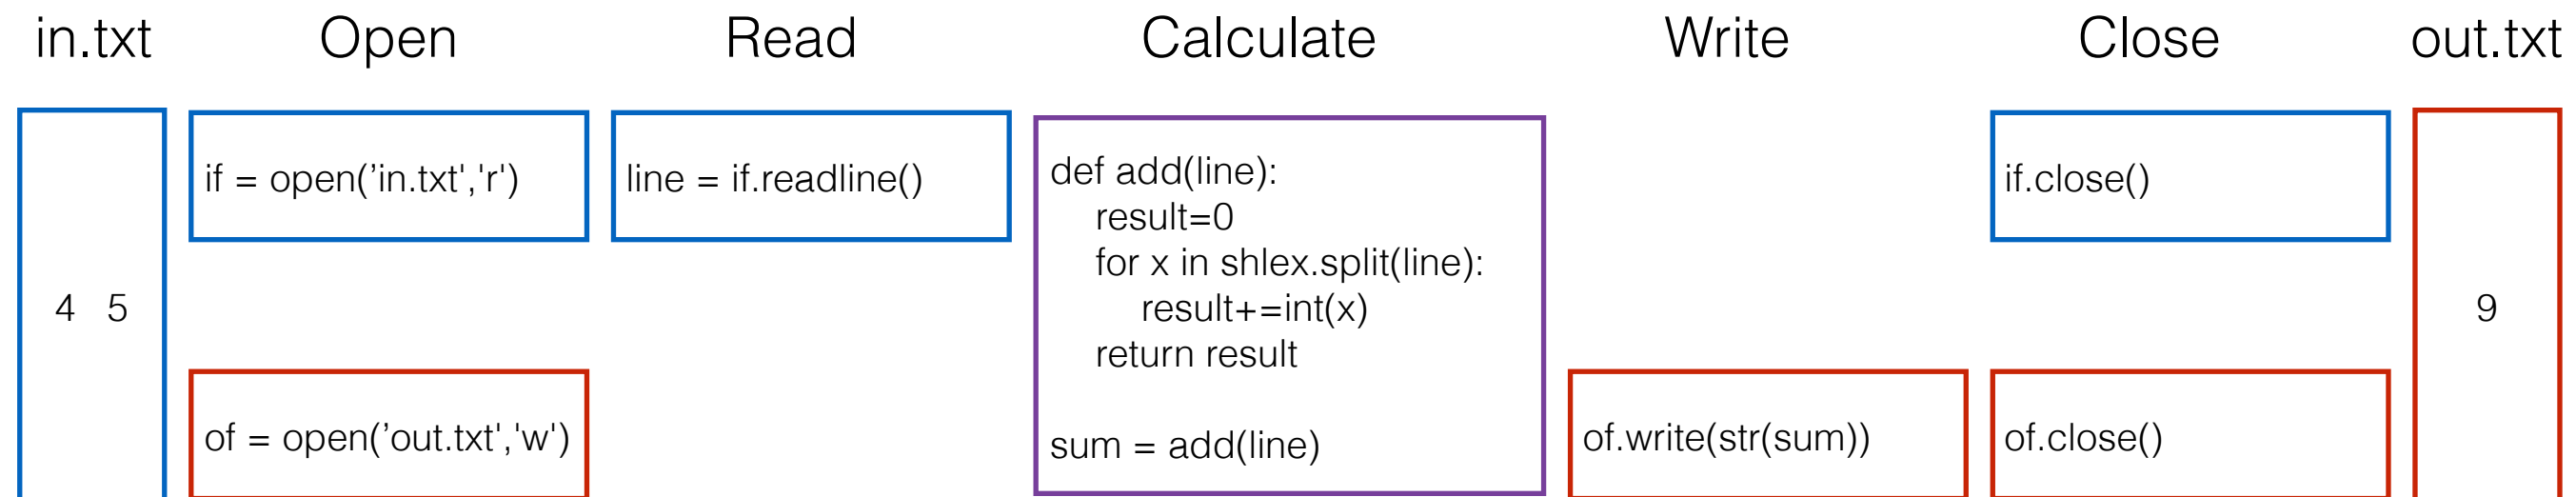 in.txt
Open
Read
Calculate
Write
Close
out.txt
4 5
if = open(’in.txt','r')
of = open(’out.txt','w')
line = if.readline()
def add(line):
result=0
for x in shlex.split(line):
result+=int(x)
return result
sum = add(line)
of.write(str(sum))
if.close()
of.close()
9